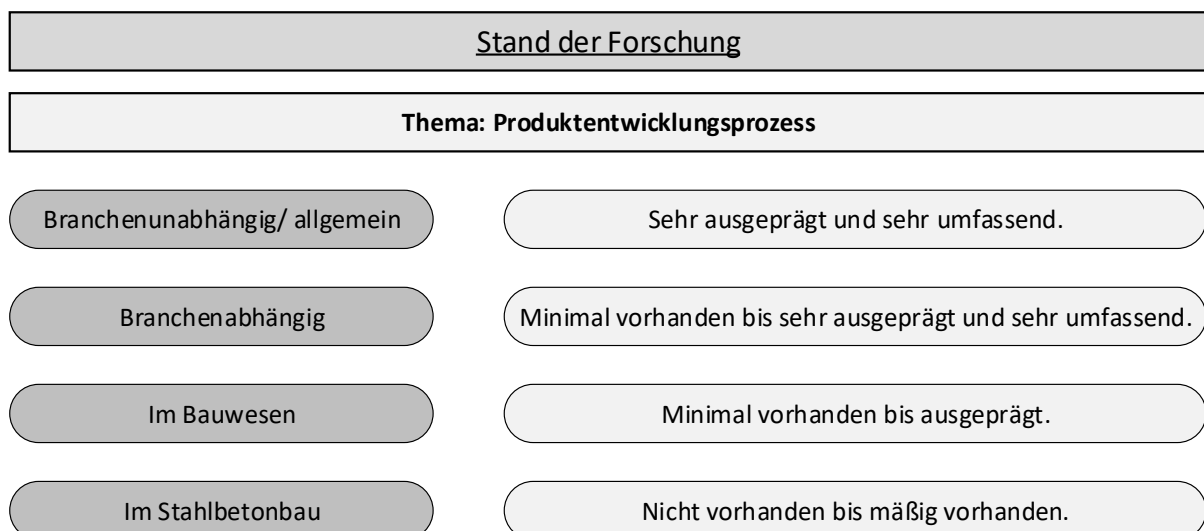 Stand der Forschung
Thema: Produktentwicklungsprozess
Branchenunabhängig/ allgemein
Sehr ausgeprägt und sehr umfassend.
Branchenabhängig
Minimal vorhanden bis sehr ausgeprägt und sehr umfassend.
Im Bauwesen
Minimal vorhanden bis ausgeprägt.
Im Stahlbetonbau
Nicht vorhanden bis mäßig vorhanden.